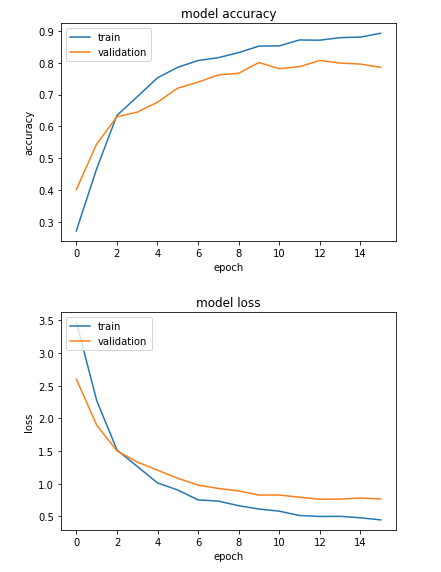 model accuracy
train
validation
0.9
0.8
0.7
0.6
0.5
0.4
0.3
accuracy
0 2 4 6 8 10 12 14
epoch
model loss
train
validation
3.5
3.0
2.5
2.0
1.5
1.0
0.5
loss
0 2 4 6 8 10 12 14
epoch